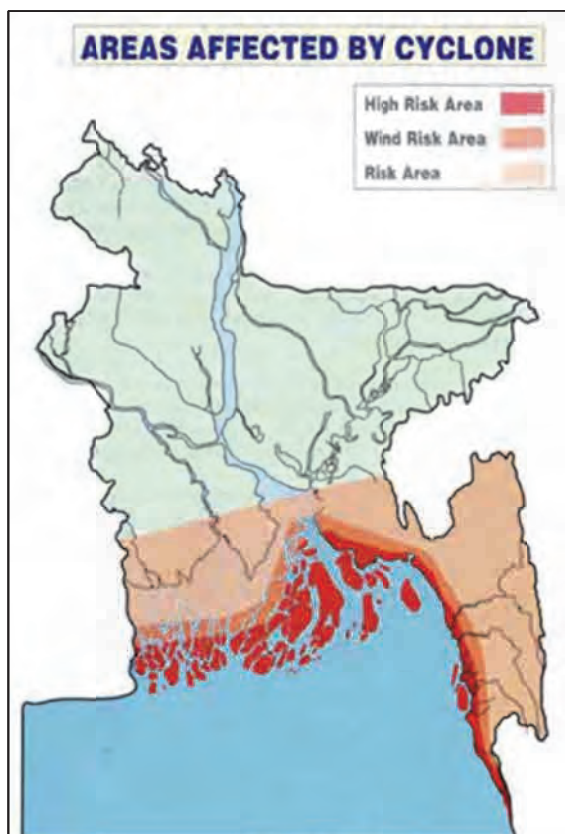 AREAS AFFECTED BY CYCLONE
High Risk Area
Wind Risk Area
Risk Area